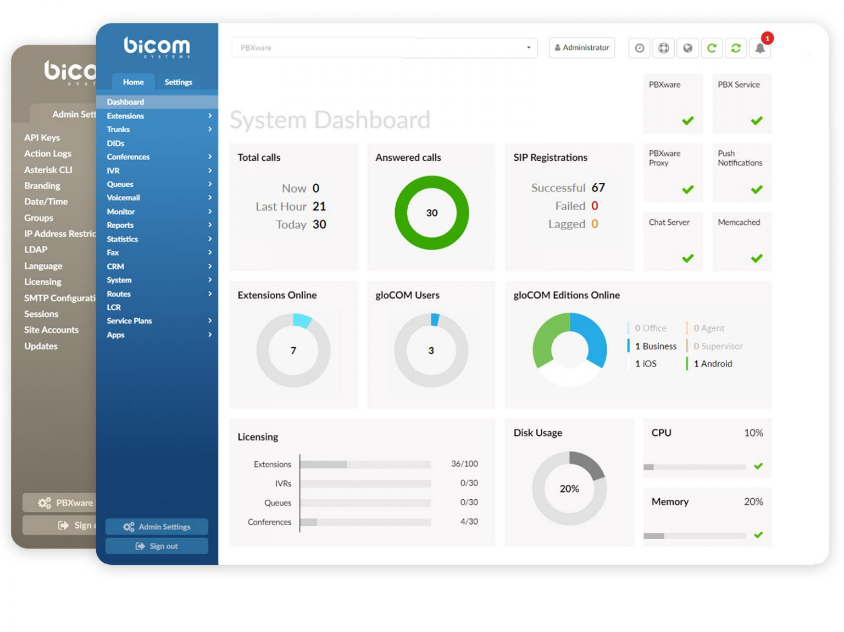 bico
SYST
Admin Sett
API Keys
Action Logs
Asterisk CLI
Branding
Date/Time
Groups
IP Address Restric
LDAP
Language
Licensing
SMTP Configurati
Sessions
Site Accounts
Updates
PBXware
Sign o
bicom
SYSTEMS
Home Settings
Dashboard
Extensions
Trunks
DIDs
Conferences
IVR
Queues
Voicemail
Monitor
Reports
Statistics
Fax
CRM
System
Routes
LCR
Service Plans
Apps
Admin Settings
Sign out
PBXware
Administrator
1
System Dashboard
PBXware
PBX Service
Total calls
Now 0
Last Hour 21
Today 30
Answered calls
30
SIP Registrations
Successful 67
Failed 0
Lagged 0
PBXware
Proxy
Push
Notifications
Chat Server
Memcached
Extensions Online
7
gloCOM Users
3
gloCOM Editions Online
0 Office 0 Agent
1 Business 0 Supervisor
1 IOS 1 Android
Licensing
Extensions 36/100
IVRs 0/30
Queues 0/30
Conferences 4/30
Disk Usage
20%
CPU 10%
Memory 20%